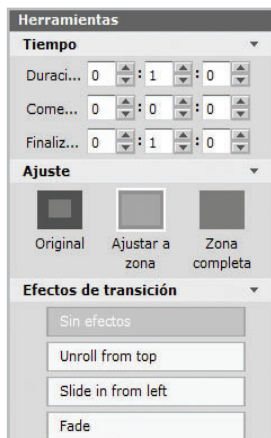 Herramientas
Tiempo
Duraci... 0 : 1 : 0
Come... 0 : 0 : 0
Finaliz... 0 : 1 : 0
Ajuste
Original Ajustar a zona Zona completa
Efectos de transición
Sin efectos
Unroll from top
Slide in from left
Fade